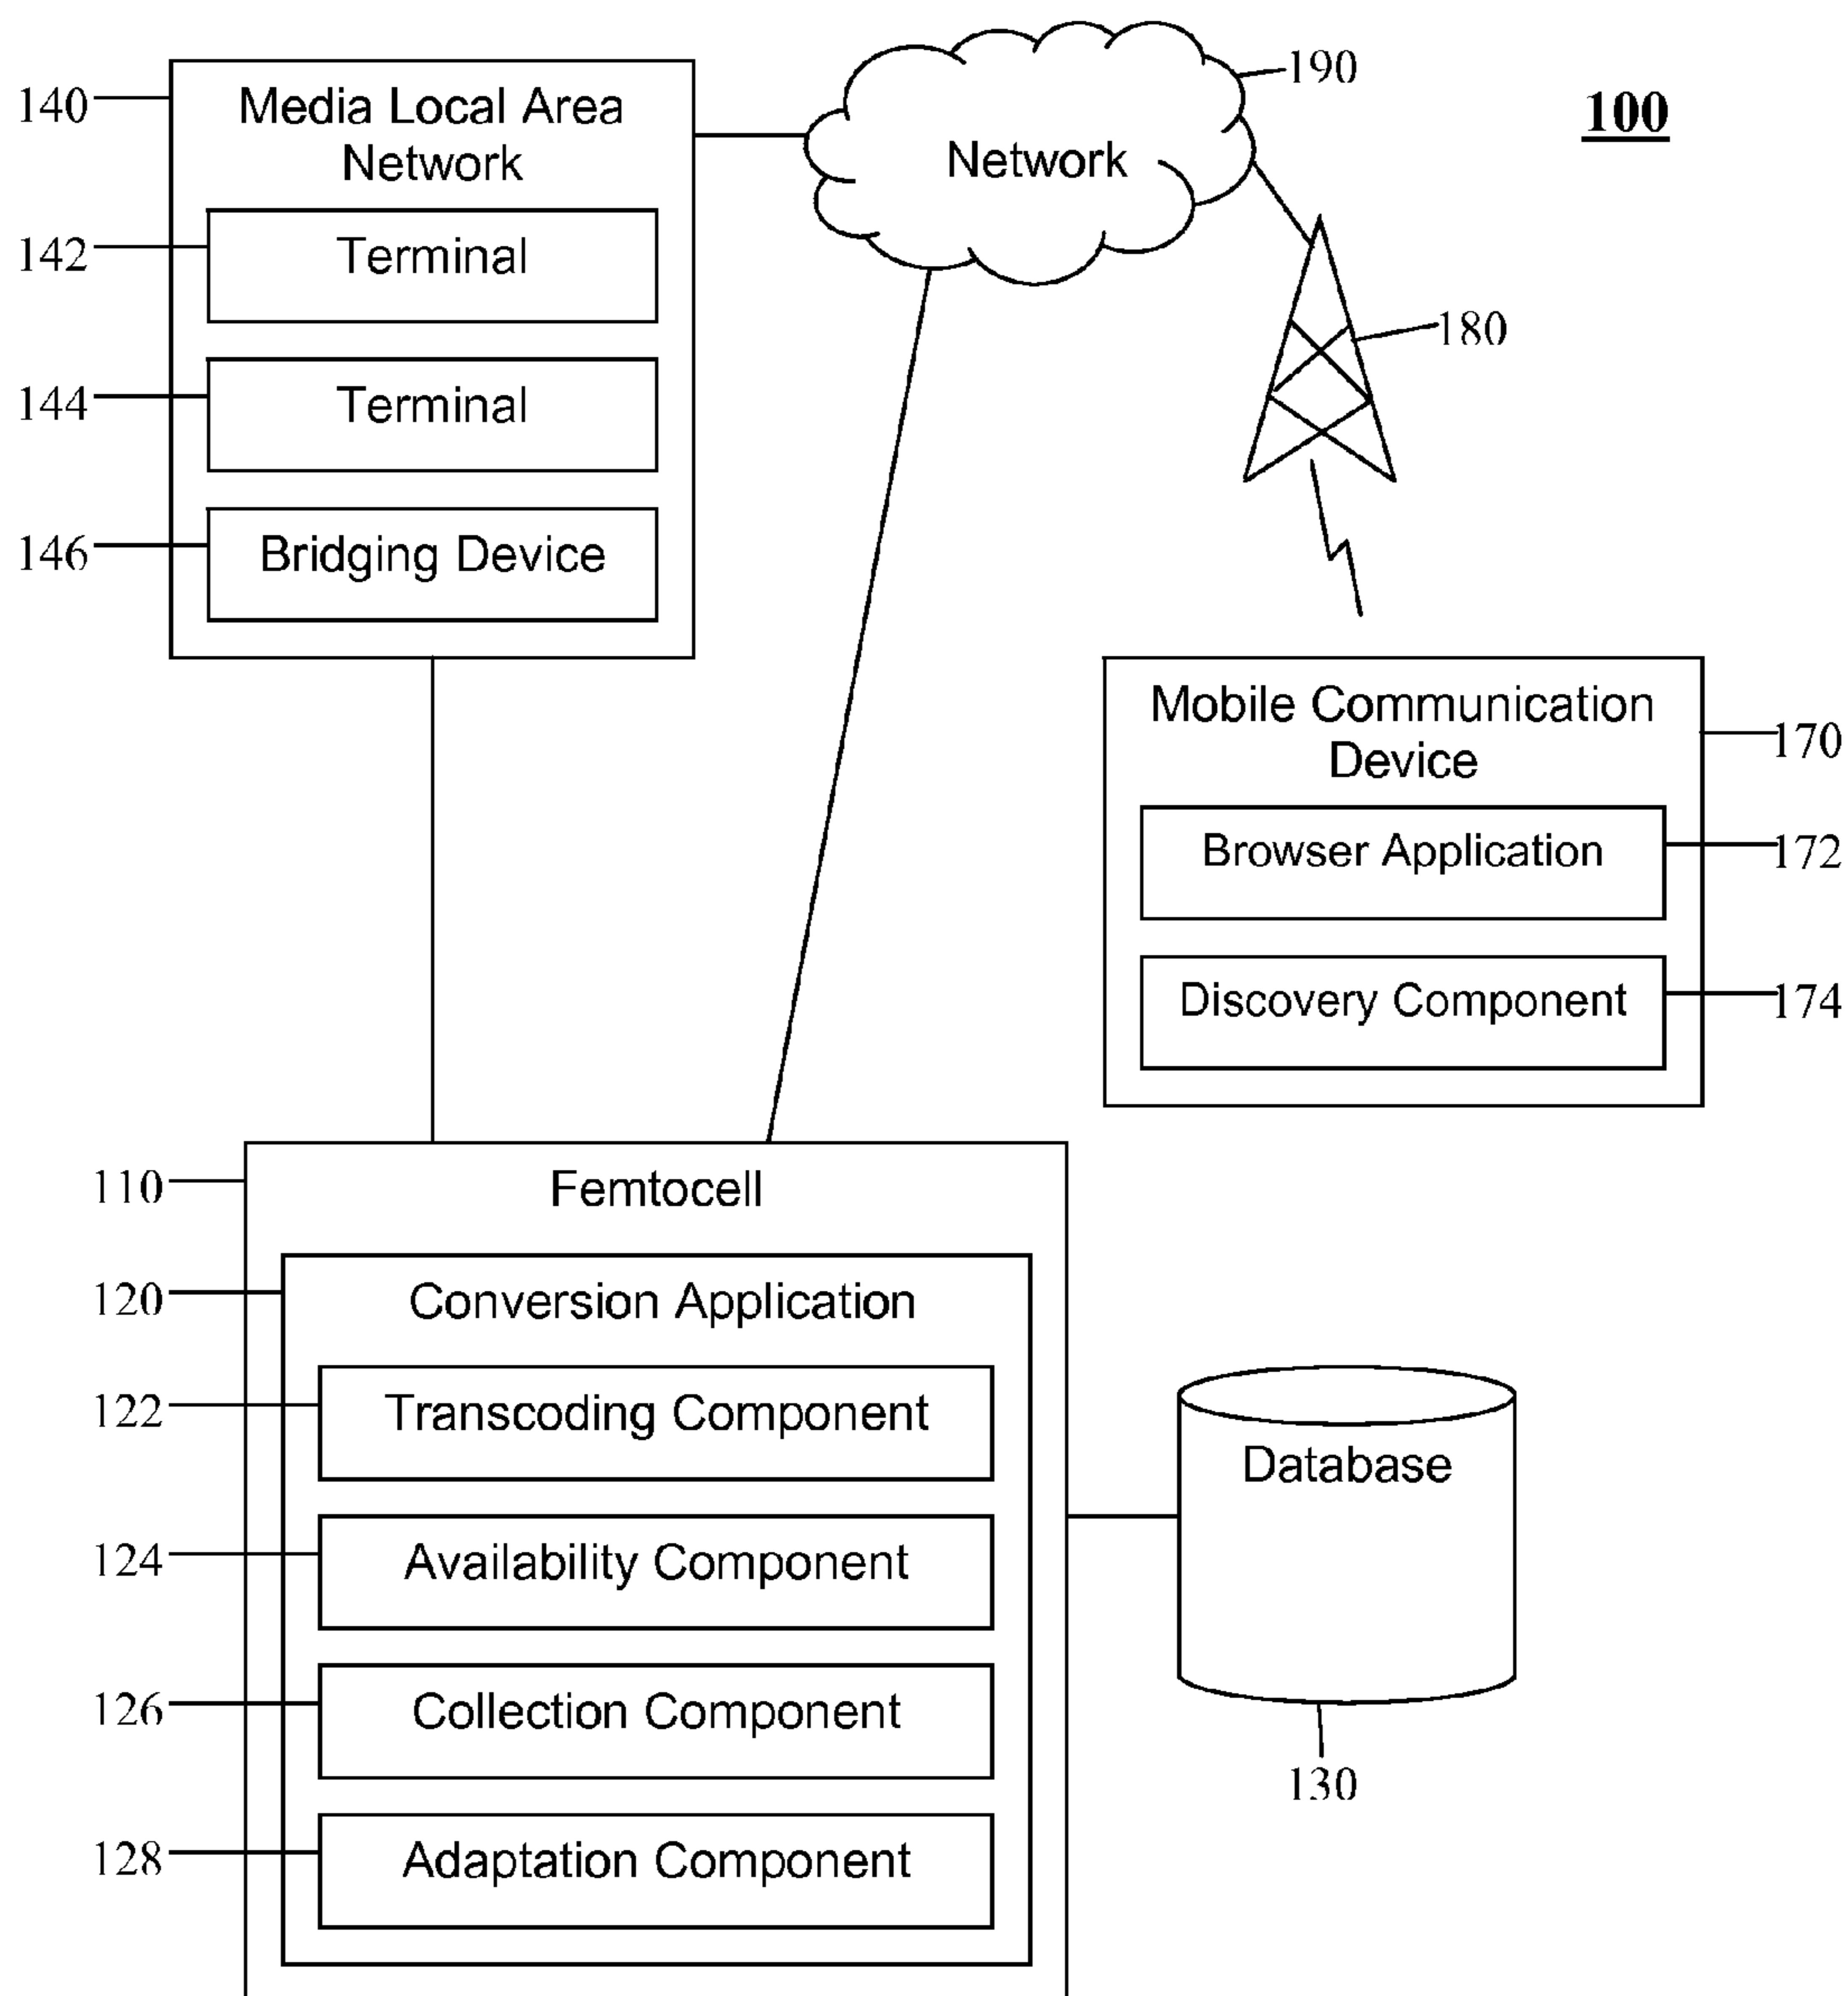 190
100
140
Media Local Area
Network
Network
142
Terminal
180
144
Terminal
146
Bridging Device
Mobile Communication
Device
170
Browser Application
172
Discovery Component
174
110
Femtocell
120
Conversion Application
122
Transcoding Component
Database
124
Availability Component
126
Collection Component
130
128
Adaptation Component